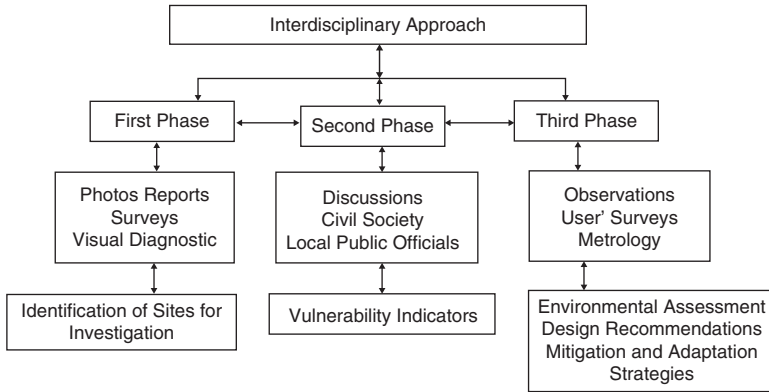 Interdisciplinary Approach
First Phase
Second Phase
Third Phase
Photos Reports
Surveys
Visual Diagnostic
Discussions
Civil Society
Local Public Officials
Observations
User' Surveys
Metrology
Identification of Sites for
Investigation
Vulnerability Indicators
Environmental Assessment
Design Recommendations
Mitigation and Adaptation
Strategies